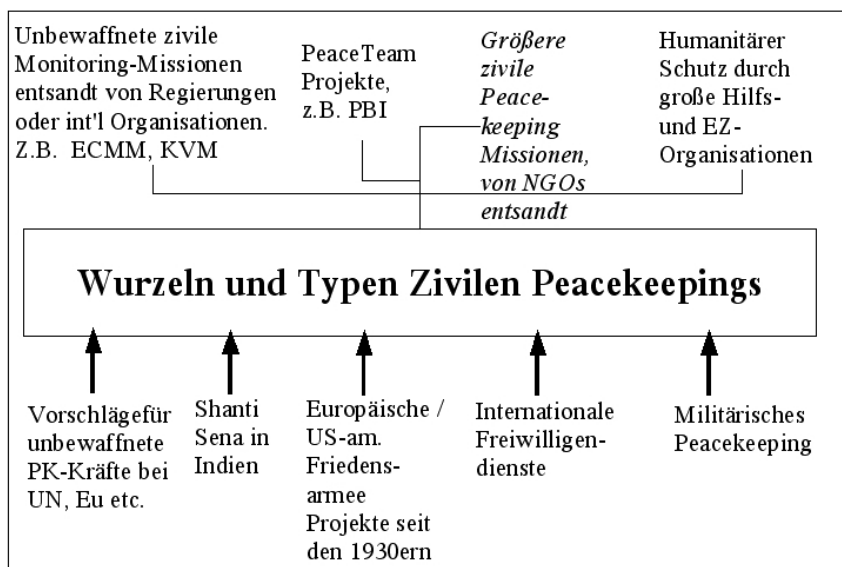 Unbewaffnete zivile
Monitoring-Missionen
entsandt von Regierungen
oder int'l Organisationen.
Z.B. ECMM, KVM
PeaceTeam
Projekte,
z.B. PBI
Größere
zivile
Peace-
keeping
Missionen,
von NGOs
entsandt
Humanitärer
Schutz durch
große Hilfs-
und EZ-
Organisationen
Wurzeln und Typen Zivilen Peacekeepings
Vorschlägefür
unbewaffnete
PK-Kräfte bei
UN, Eu etc.
Shanti
Sena in
Indien
Europäische /
US-am.
Friedens-
armee
Projekte seit
den 1930ern
Internationale
Freiwilligen-
dienste
Militärisches
Peacekeeping